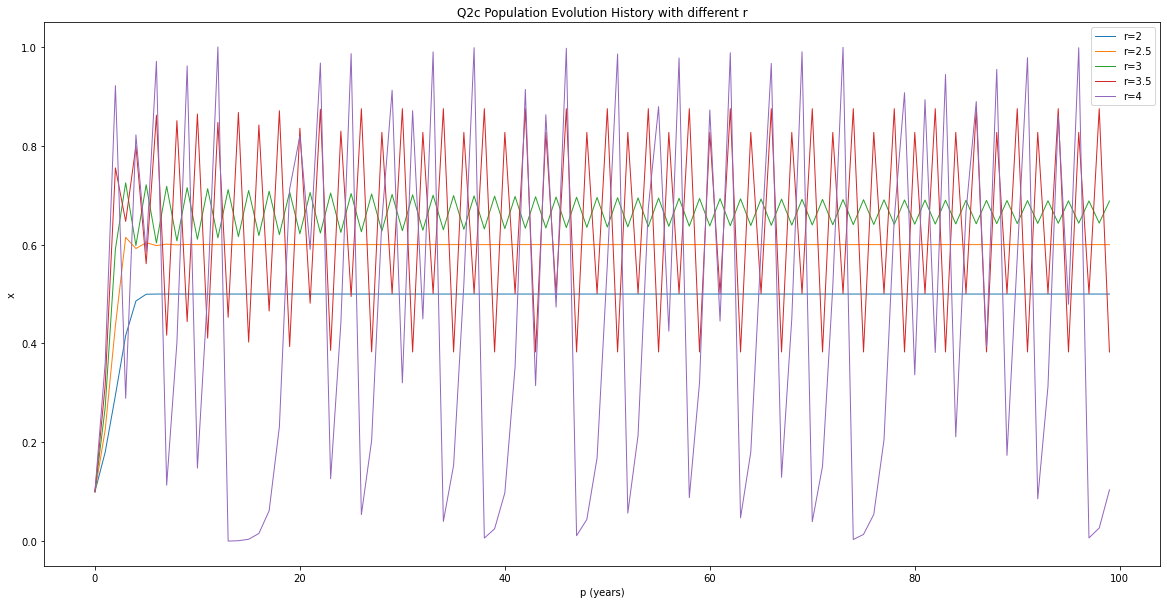 Q2c Population Evolution History with different r
r=2
r=2.5
r=3
r=3.5
r=4
1.0
0.8
0.6
0.4
0.2
0.0
x
0 20 40 60 80 100
p (years)